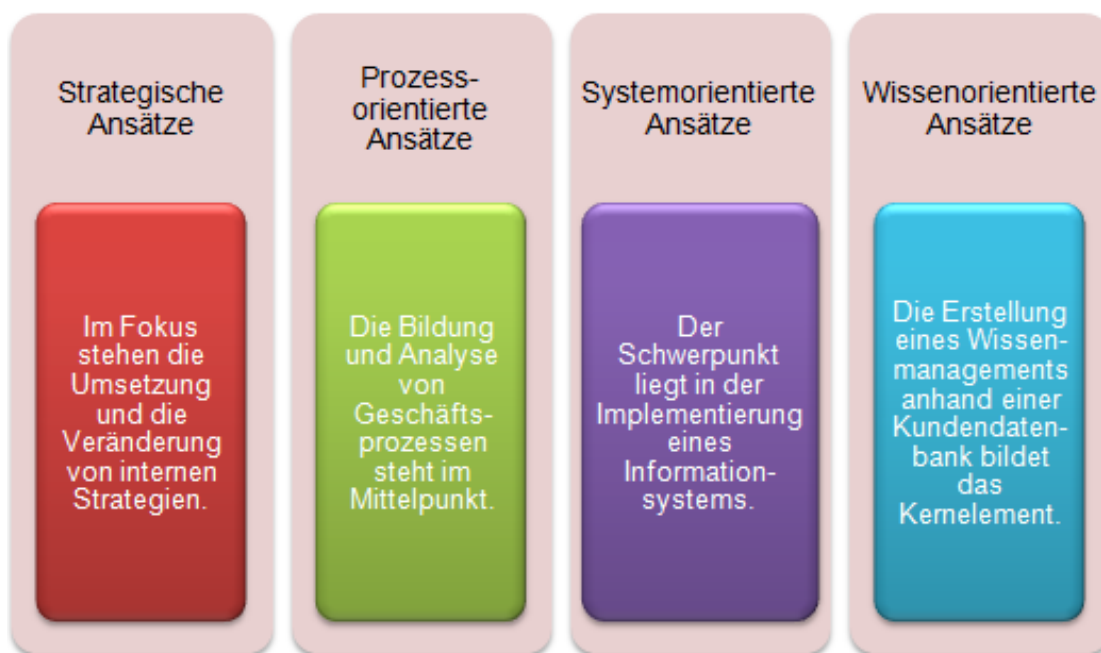 Strategische
Ansätze
Im Fokus
stehen die
Umsetzung
und die
Veränderung
von internen
Strategien.
Prozess-
orientierte
Ansätze
Die Bildung
und Analyse
von
Geschäfts-
prozessen
steht im
Mittelpunkt.
Systemorientierte
Ansätze
Der
Schwerpunkt
liegt in der
Implementierung
eines
Information-
systems.
Wissenorientierte
Ansätze
Die Erstellung
eines Wissen-
managements
anhand einer
Kundendaten-
bank bildet
das
Kernelement.